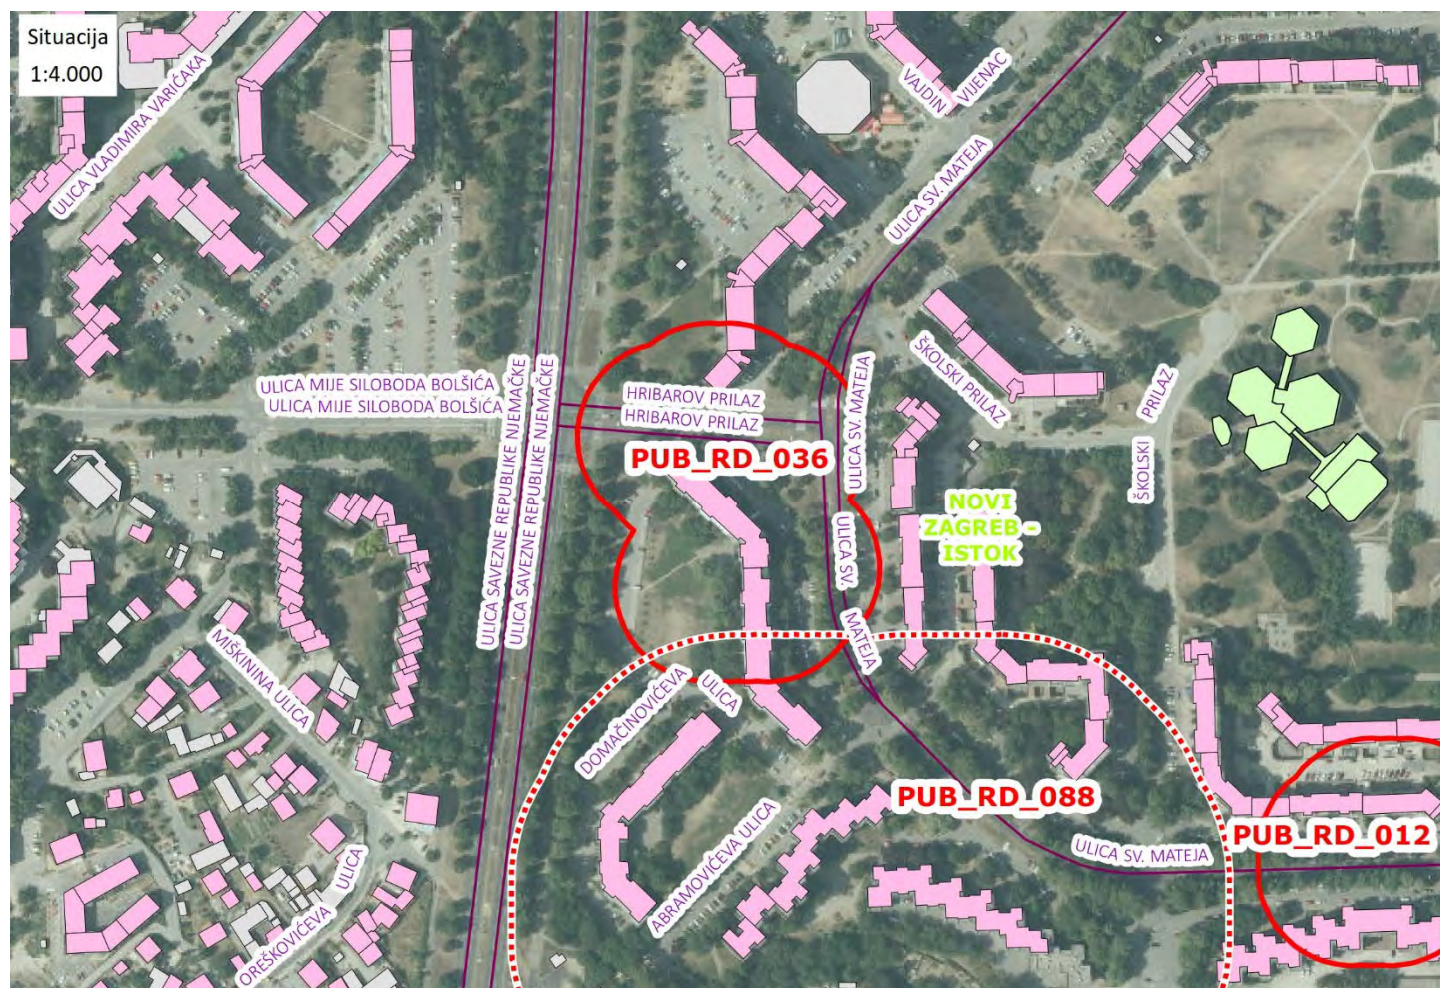 Situacija
1:4.000
ULICA VLADIMIRA VARIĆAKA
VAJDIN VIJENAC
ULICA SV. MATEJA
ULICA MIJE SILOBODA BOLŠIĆA
ULICA MIJE SILOBODA BOLŠIĆA
ULICA SAVEZNE REPUBLIKE NJEMAČKE
ULICA SAVEZNE REPUBLIKE NJEMAČKE
HRIBAROV PRILAZ
HRIBAROV PRILAZ
PUB_RD_036
ULICA SV. MATEJA
ULICA SV. MATEJA
ŠKOLSKI PRILAZ
ŠKOLSKI PRILAZ
NOVI
ZAGREB -
ISTOK
MIŠKININA ULICA
DOMAČINOVIĆEVA ULICA
PUB_RD_088
PUB_RD_012
ULICA SV. MATEJA
ABRAMOVIĆEVA ULICA
OREŠKOVIĆEVA ULICA